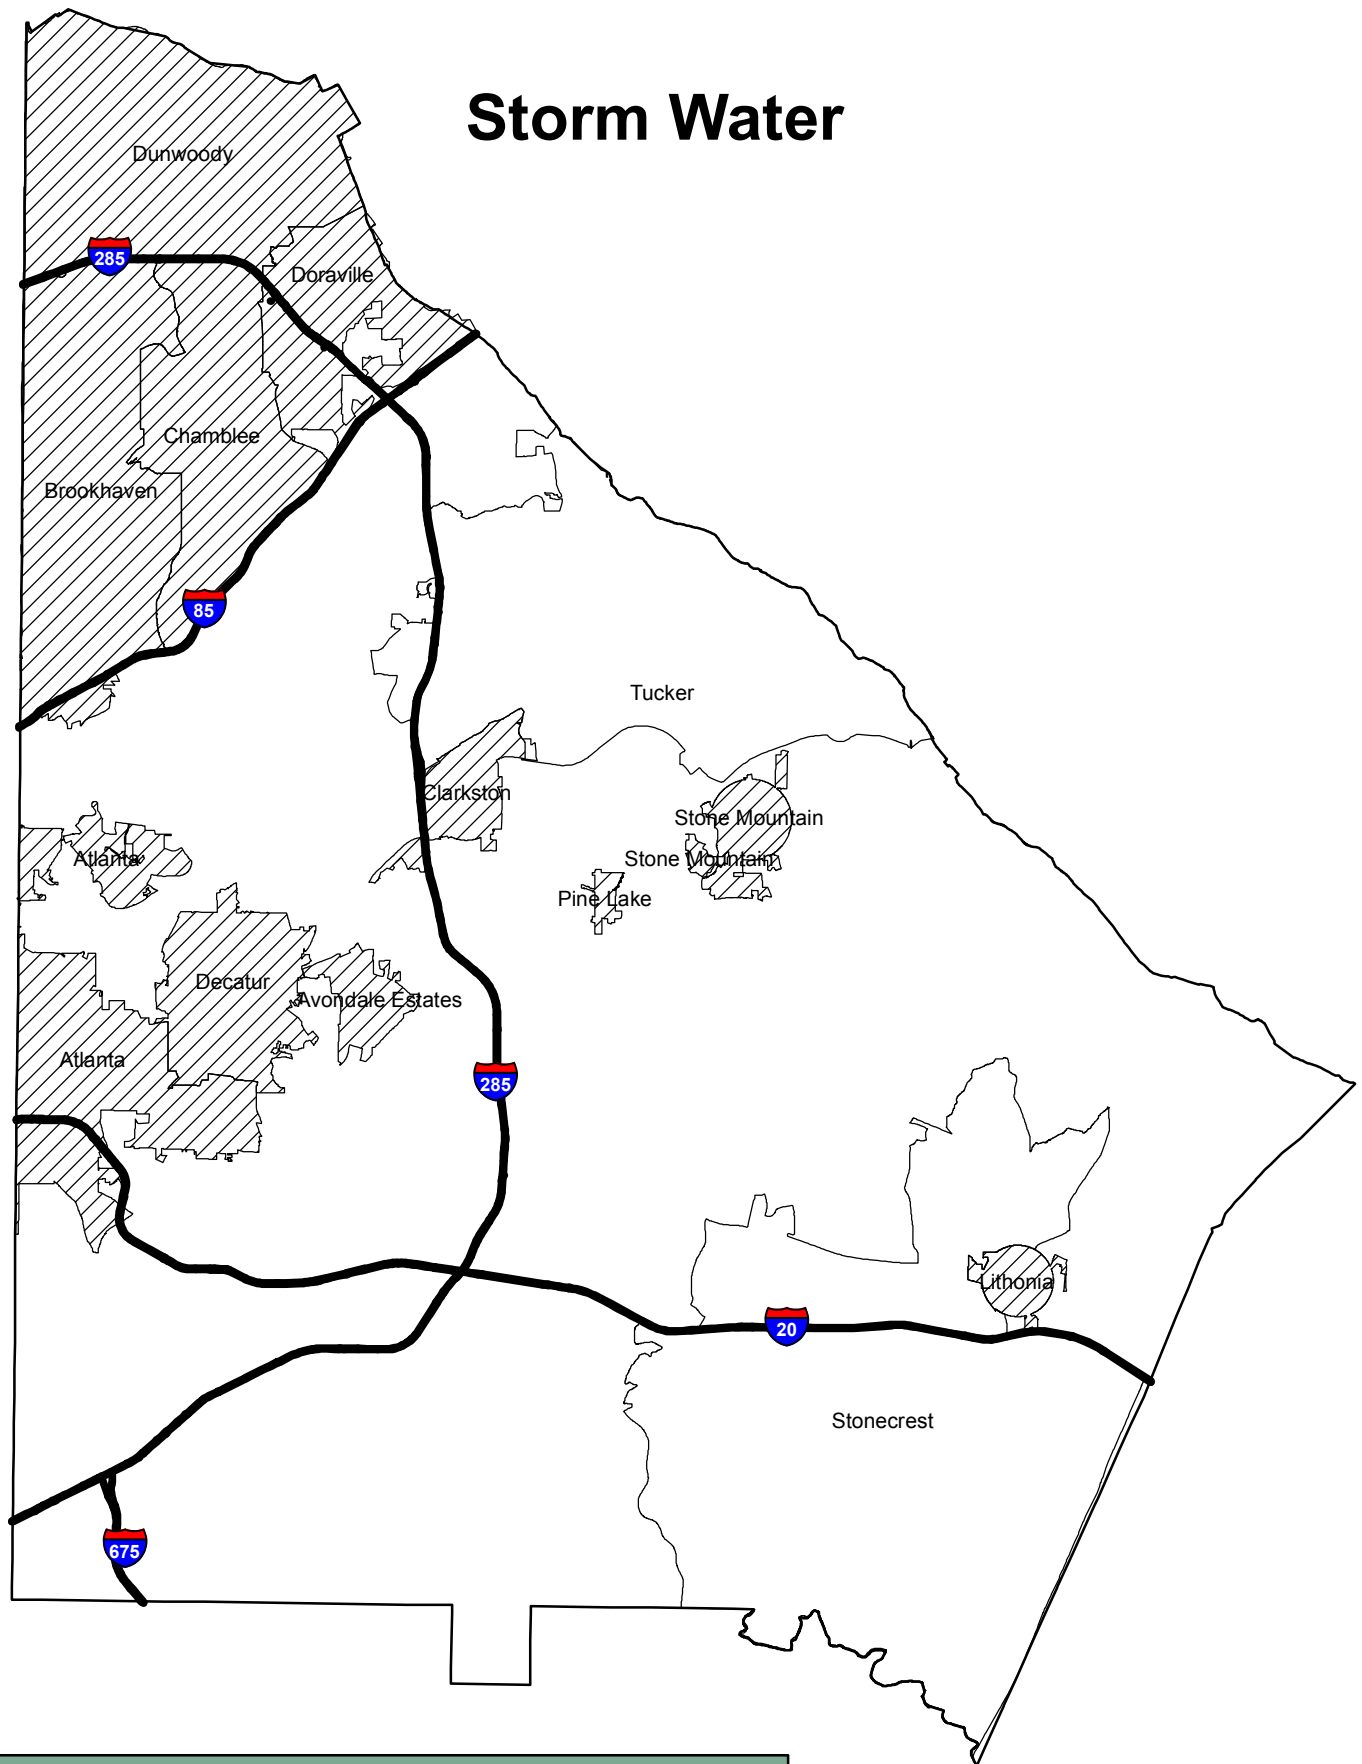 Storm Water
Dunwoody
285
Doraville
Chamblee
Brookhaven
85
Tucker
Clarkston
Stone Mountain
Atlanta
Stone Mountain
Pine Lake
Decatur
Avondale Estates
Atlanta
285
Lithonia
20
Stonecrest
675